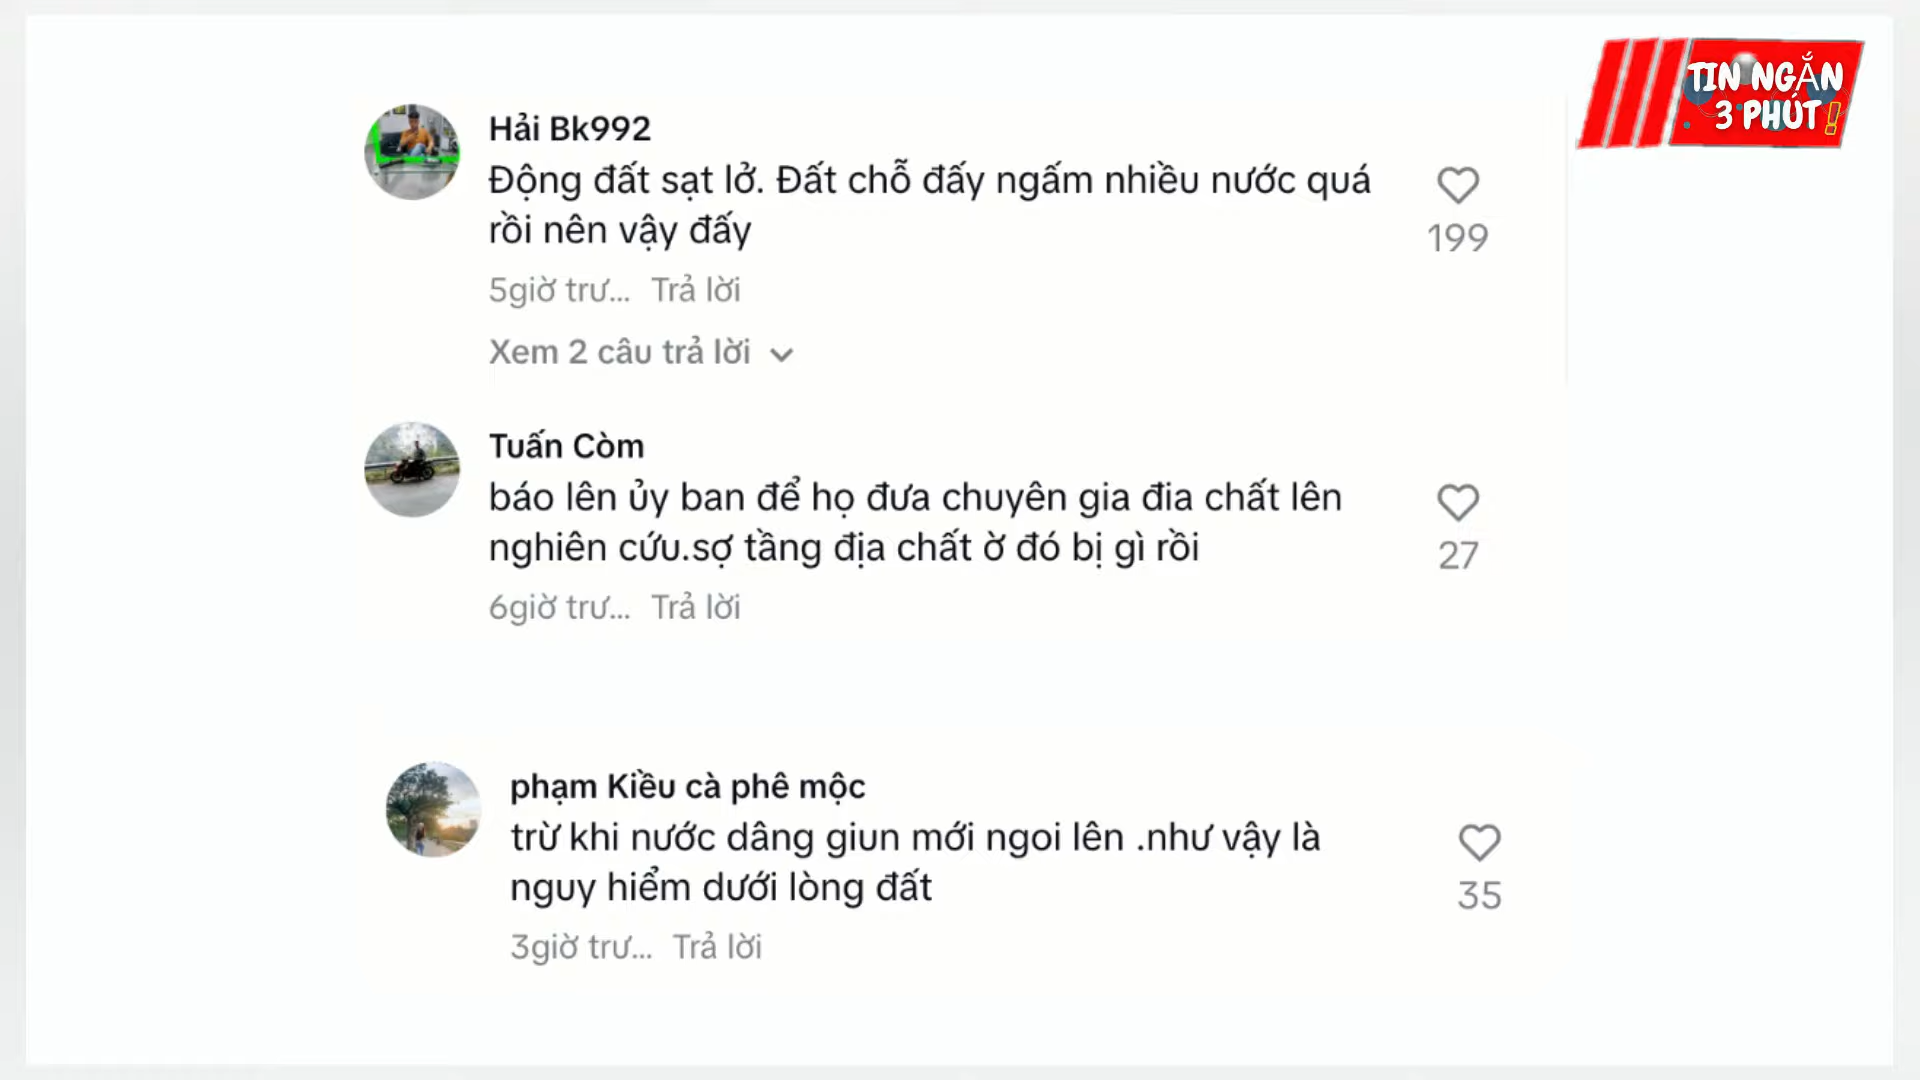 TIN NGẮN
3 PHÚT!
Hải Bk992
Động đất sạt lở. Đất chỗ đấy ngấm nhiều nước quá
rồi nên vậy đấy
199
5giờ trư... Trả lời
Xem 2 câu trả lời
Tuấn Còm
báo lên ủy ban để họ đưa chuyên gia đia chất lên
nghiên cứu.sợ tầng địa chất ờ đó bị gì rồi
27
6giờ trư... Trả lời
phạm Kiều cà phê mộc
trừ khi nước dâng giun mới ngoi lên .như vậy là
nguy hiểm dưới lòng đất
35
3giờ trư... Trả lời